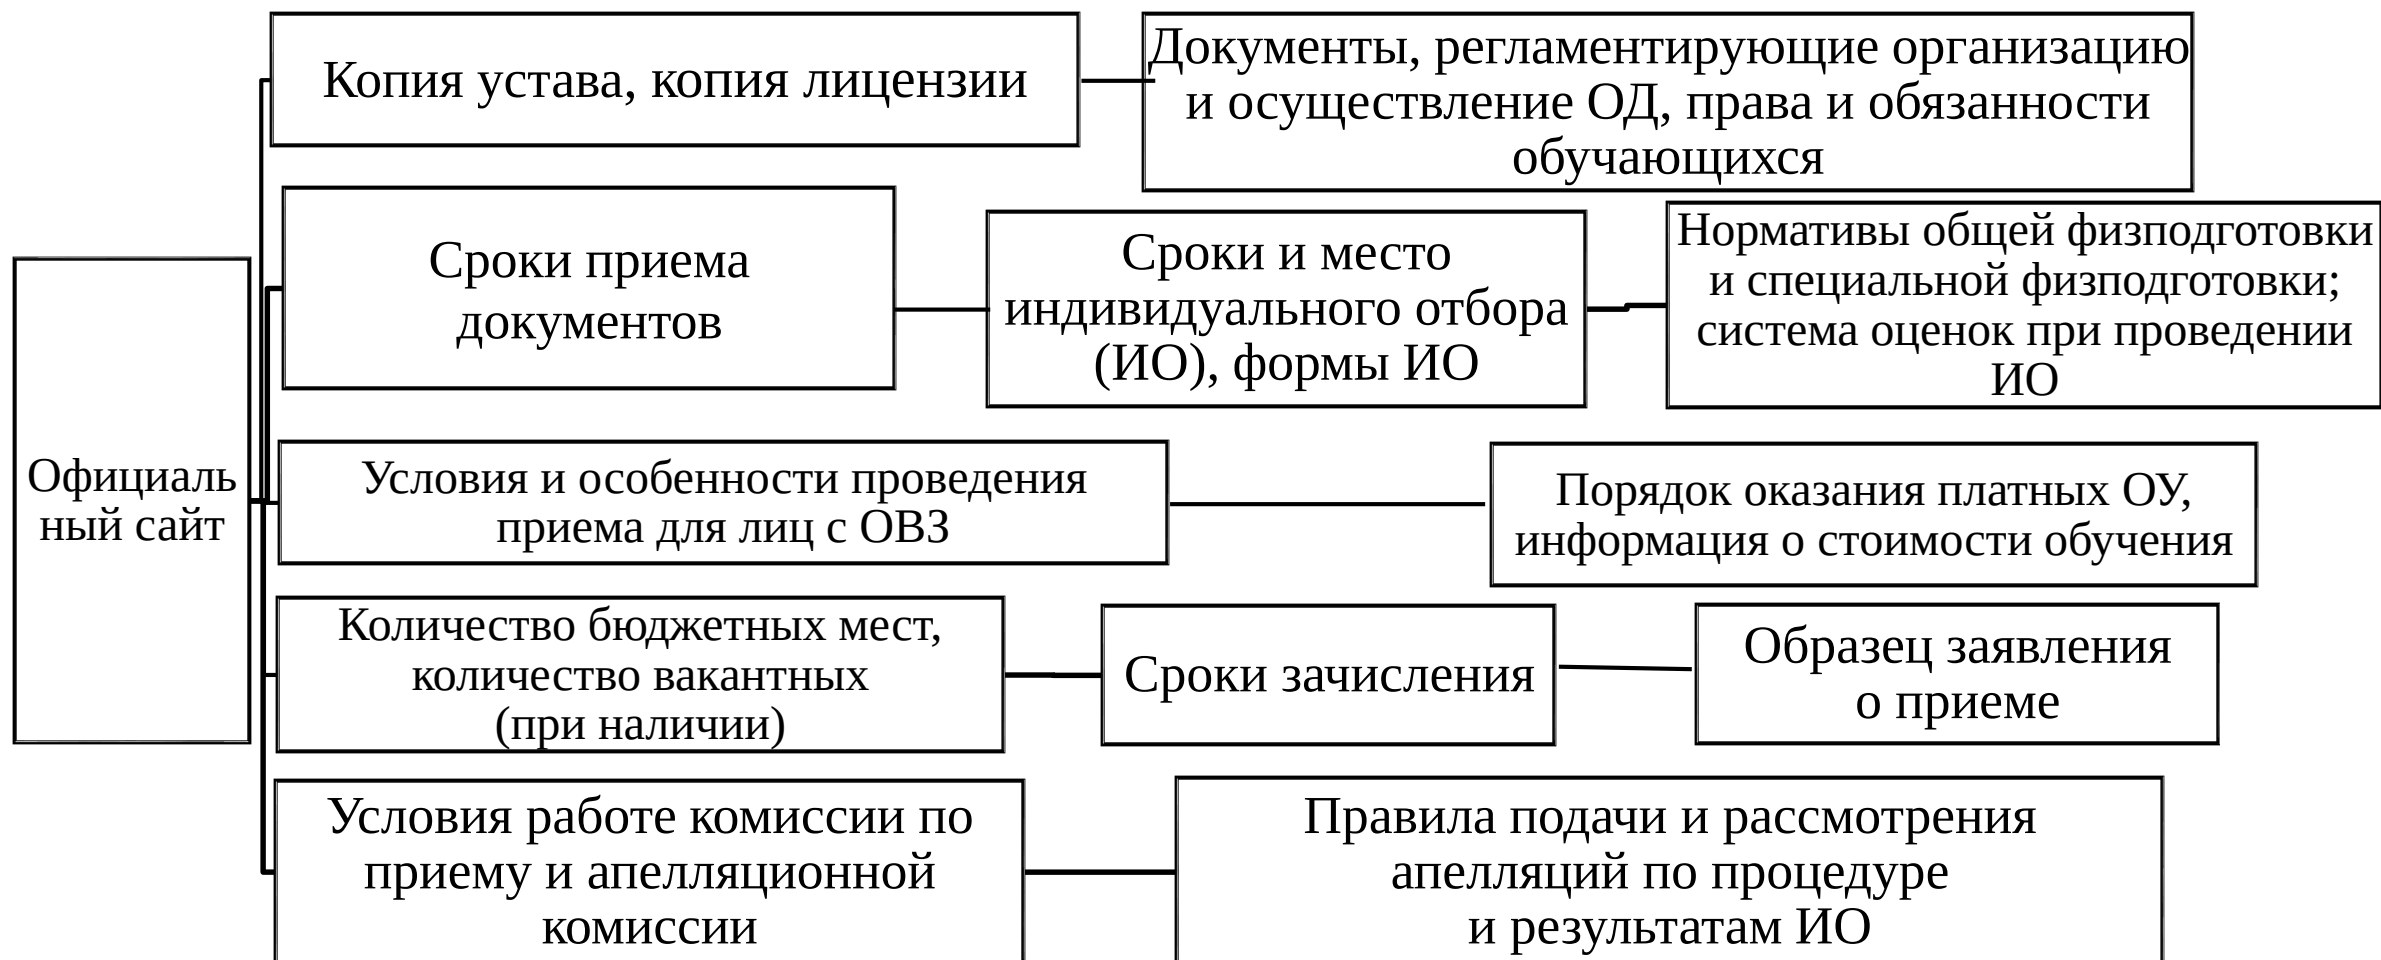 Копия устава, копия лицензии
Документы, регламентирующие организацию
и осуществление ОД, права и обязанности
обучающихся
Сроки приема
документов
Сроки и место
индивидуального отбора
(ИО), формы ИО
Нормативы общей физподготовки
и специальной физподготовки;
система оценок при проведении
ИО
Официаль
ный сайт
Условия и особенности проведения
приема для лиц с ОВЗ
Порядок оказания платных ОУ,
информация о стоимости обучения
Количество бюджетных мест,
количество вакантных
(при наличии)
Сроки зачисления
Образец заявления
о приеме
Условия работе комиссии по
приему и апелляционной
комиссии
Правила подачи и рассмотрения
апелляций по процедуре
и результатам ИО